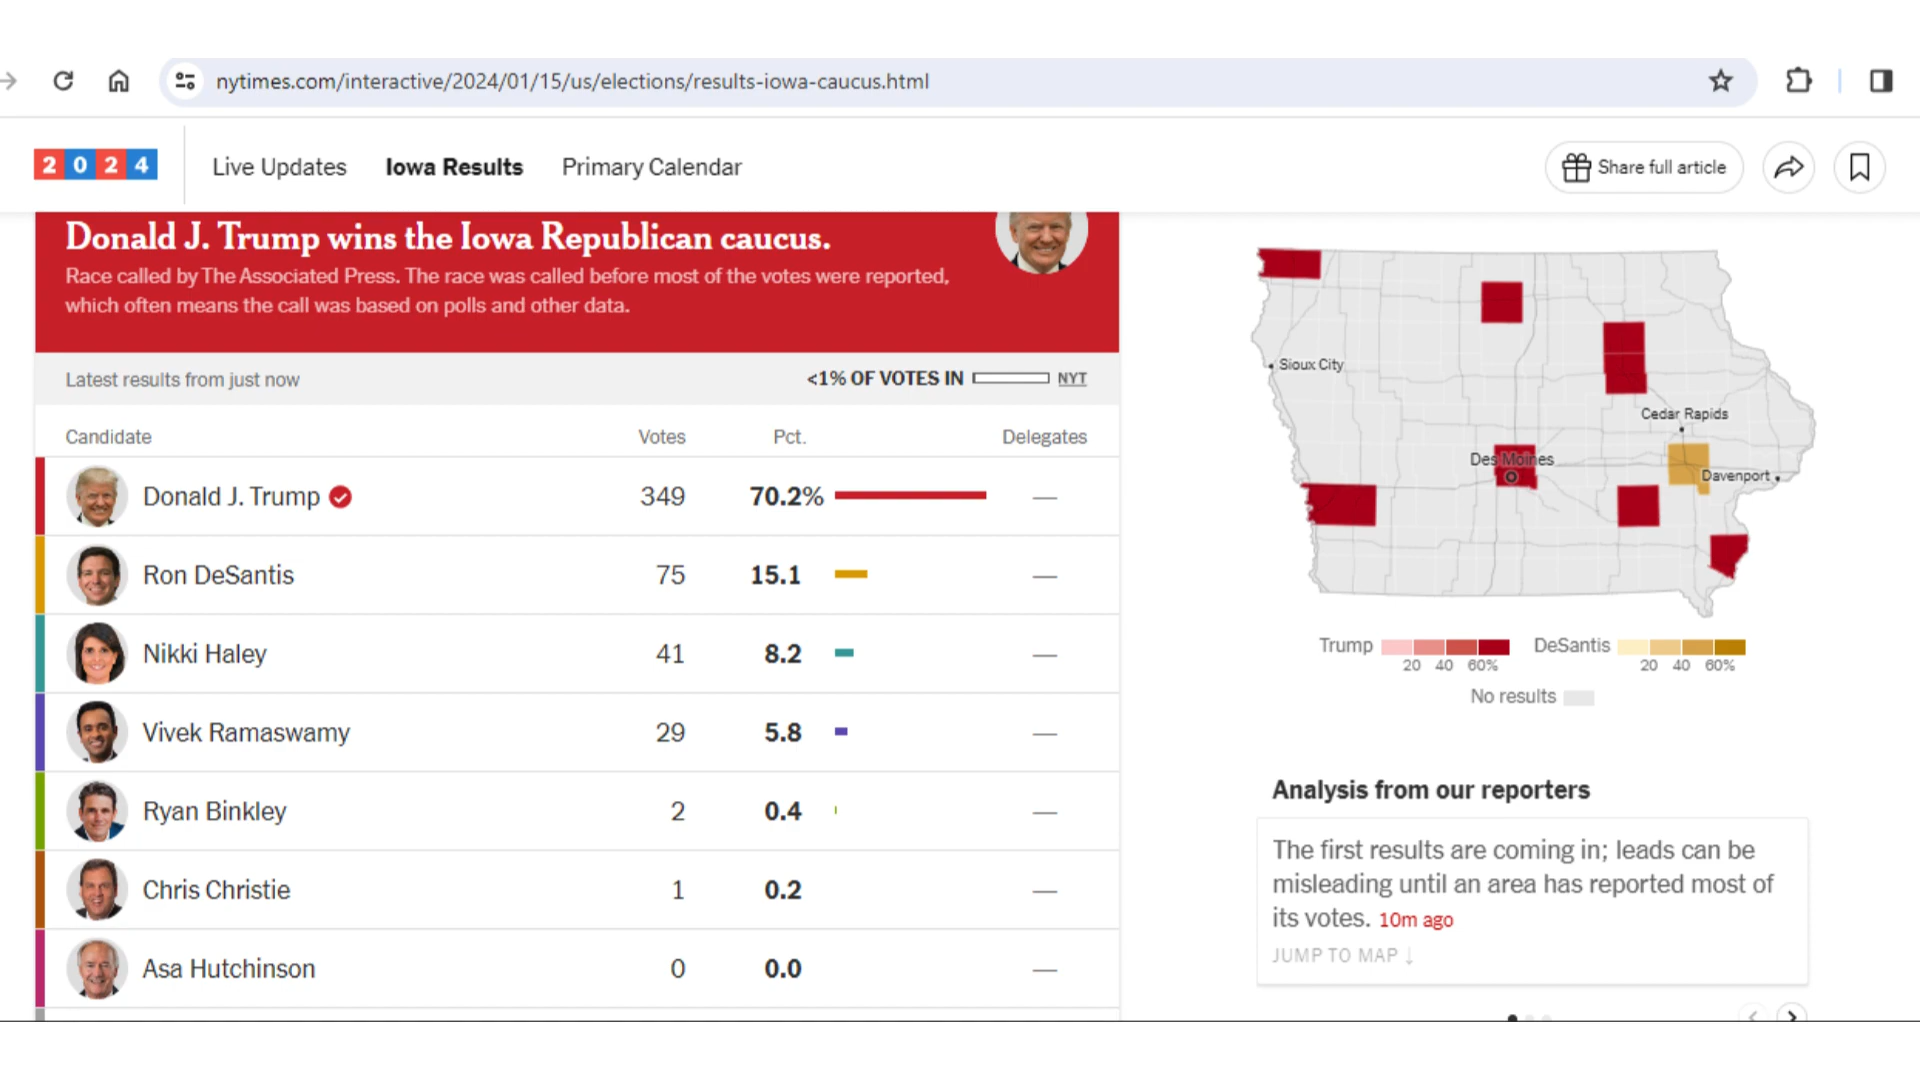 nytimes.com/interactive/2024/01/15/us/elections/results-iowa-caucus.html
2024
Live Updates
Iowa Results
Primary Calendar
Share full article
Donald J. Trump wins the Iowa Republican caucus.
Race called by The Associated Press. The race was called before most of the votes were reported,
which often means the call was based on polls and other data.
Latest results from just now
<1% OF VOTES IN
NYT
Candidate Votes Pct. Delegates
Donald J. Trump 349 70.2% —
Ron DeSantis 75 15.1 —
Nikki Haley 41 8.2 —
Vivek Ramaswamy 29 5.8 —
Ryan Binkley 2 0.4 —
Chris Christie 1 0.2 —
Asa Hutchinson 0 0.0 —
Sioux City
Cedar Rapids
Des Moines
Davenport
Trump 20 40 60%
DeSantis 20 40 60%
No results
Analysis from our reporters
The first results are coming in; leads can be
misleading until an area has reported most of
its votes. 10m ago
JUMP TO MAP ↓